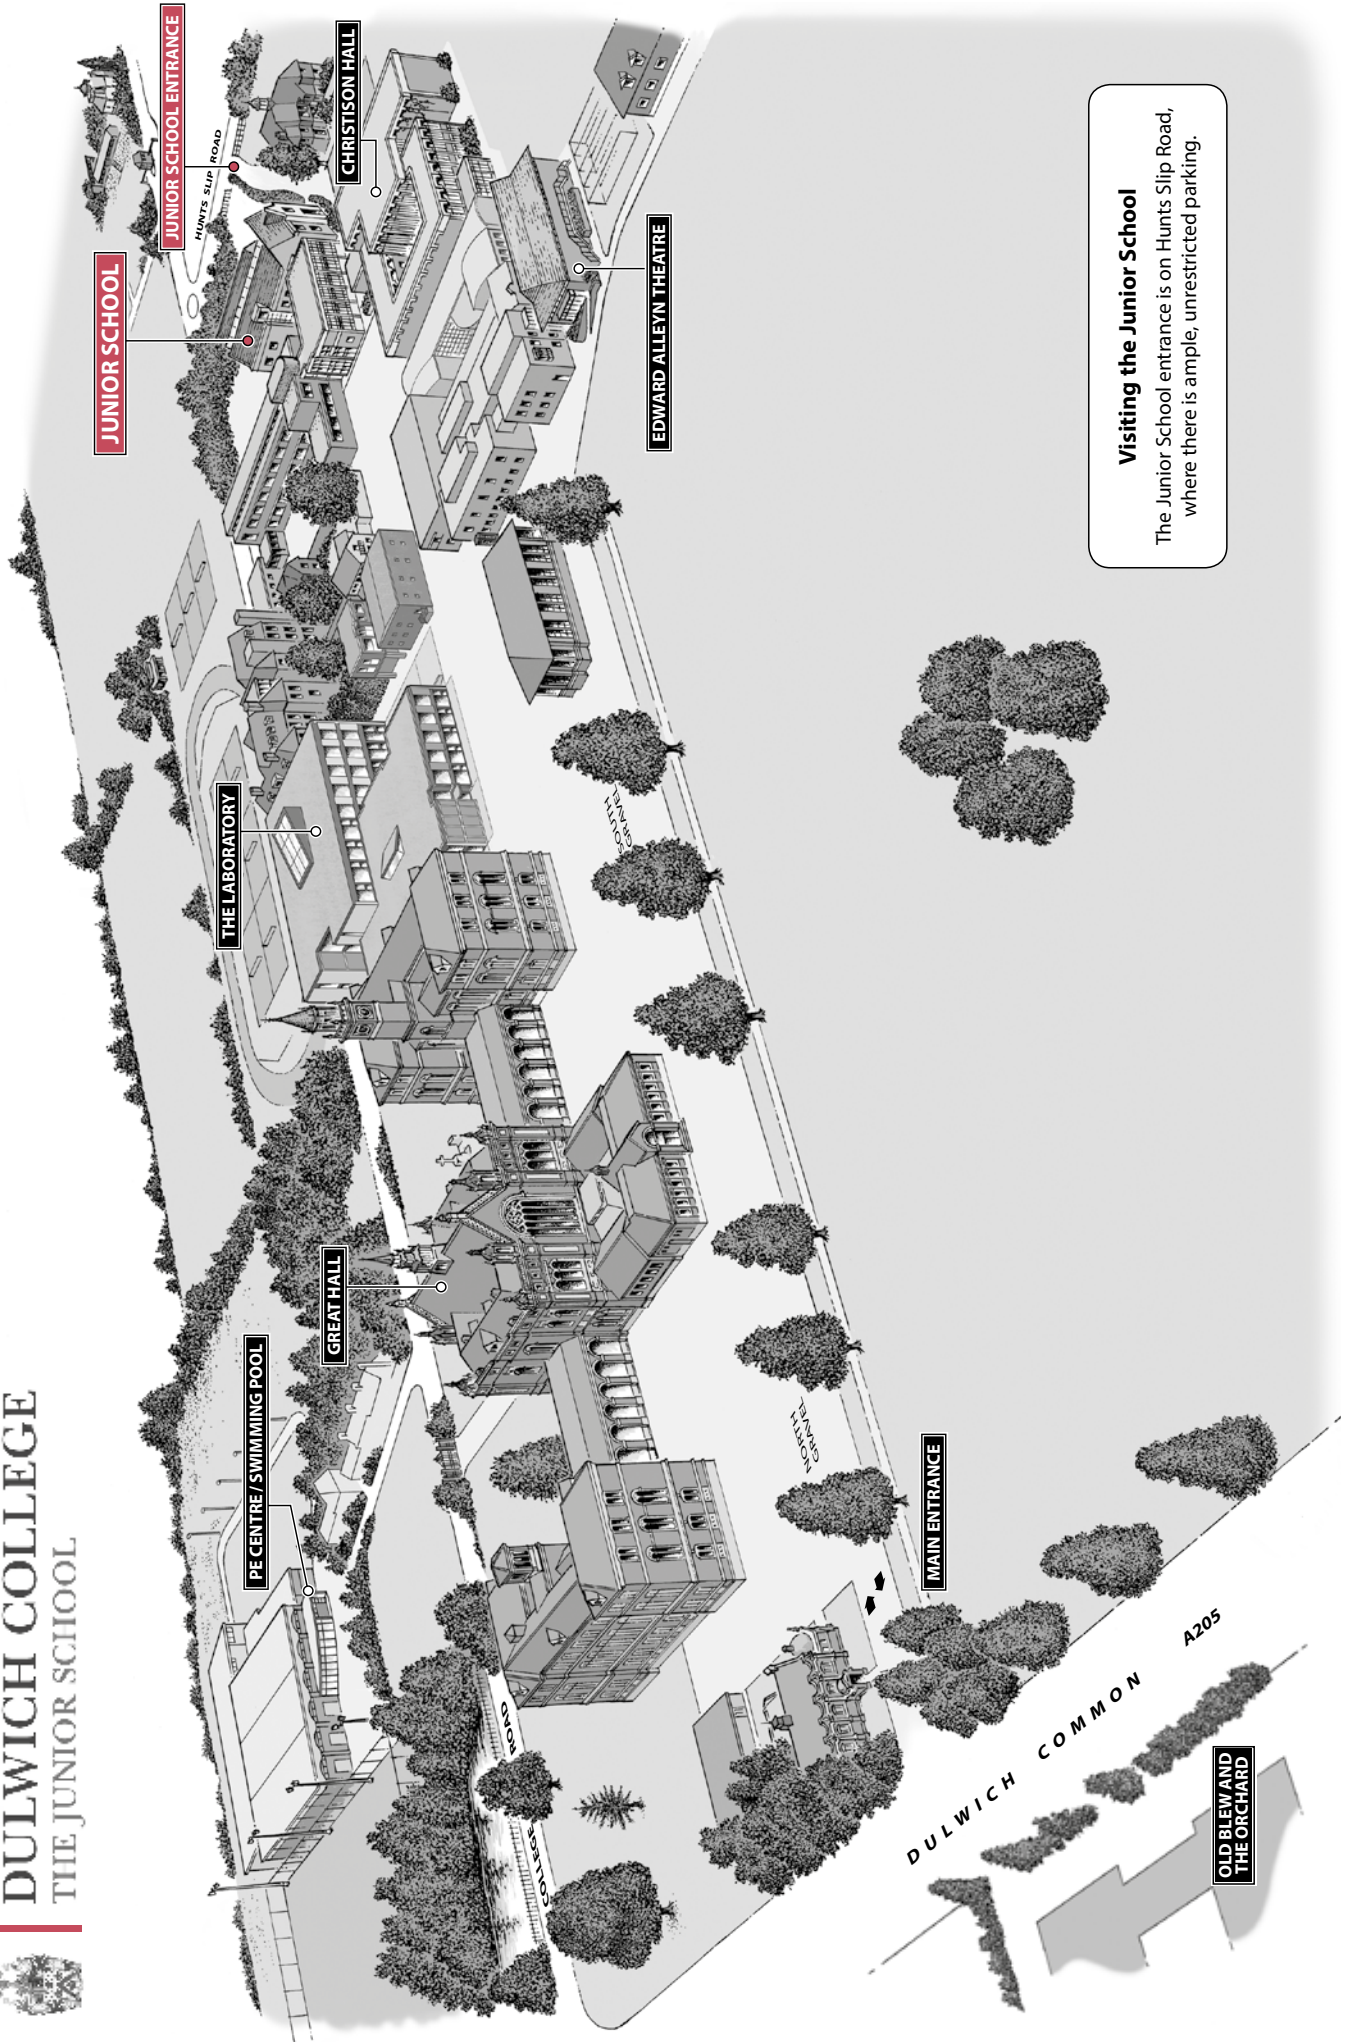 DULWICH COLLEGE
THE JUNIOR SCHOOL
PE CENTRE / SWIMMING POOL
GREAT HALL
THE LABORATORY
JUNIOR SCHOOL
JUNIOR SCHOOL ENTRANCE
HUNTS SLIP ROAD
CHRISTISON HALL
EDWARD ALLEYN THEATRE
SOUTH
GRAVEL
NORTH
GRAVEL
COLLEGE ROAD
MAIN ENTRANCE
DULWICH COMMON
A205
OLD BLEW AND
THE ORCHARD
Visiting the Junior School
The Junior School entrance is on Hunts Slip Road,
where there is ample, unrestricted parking.